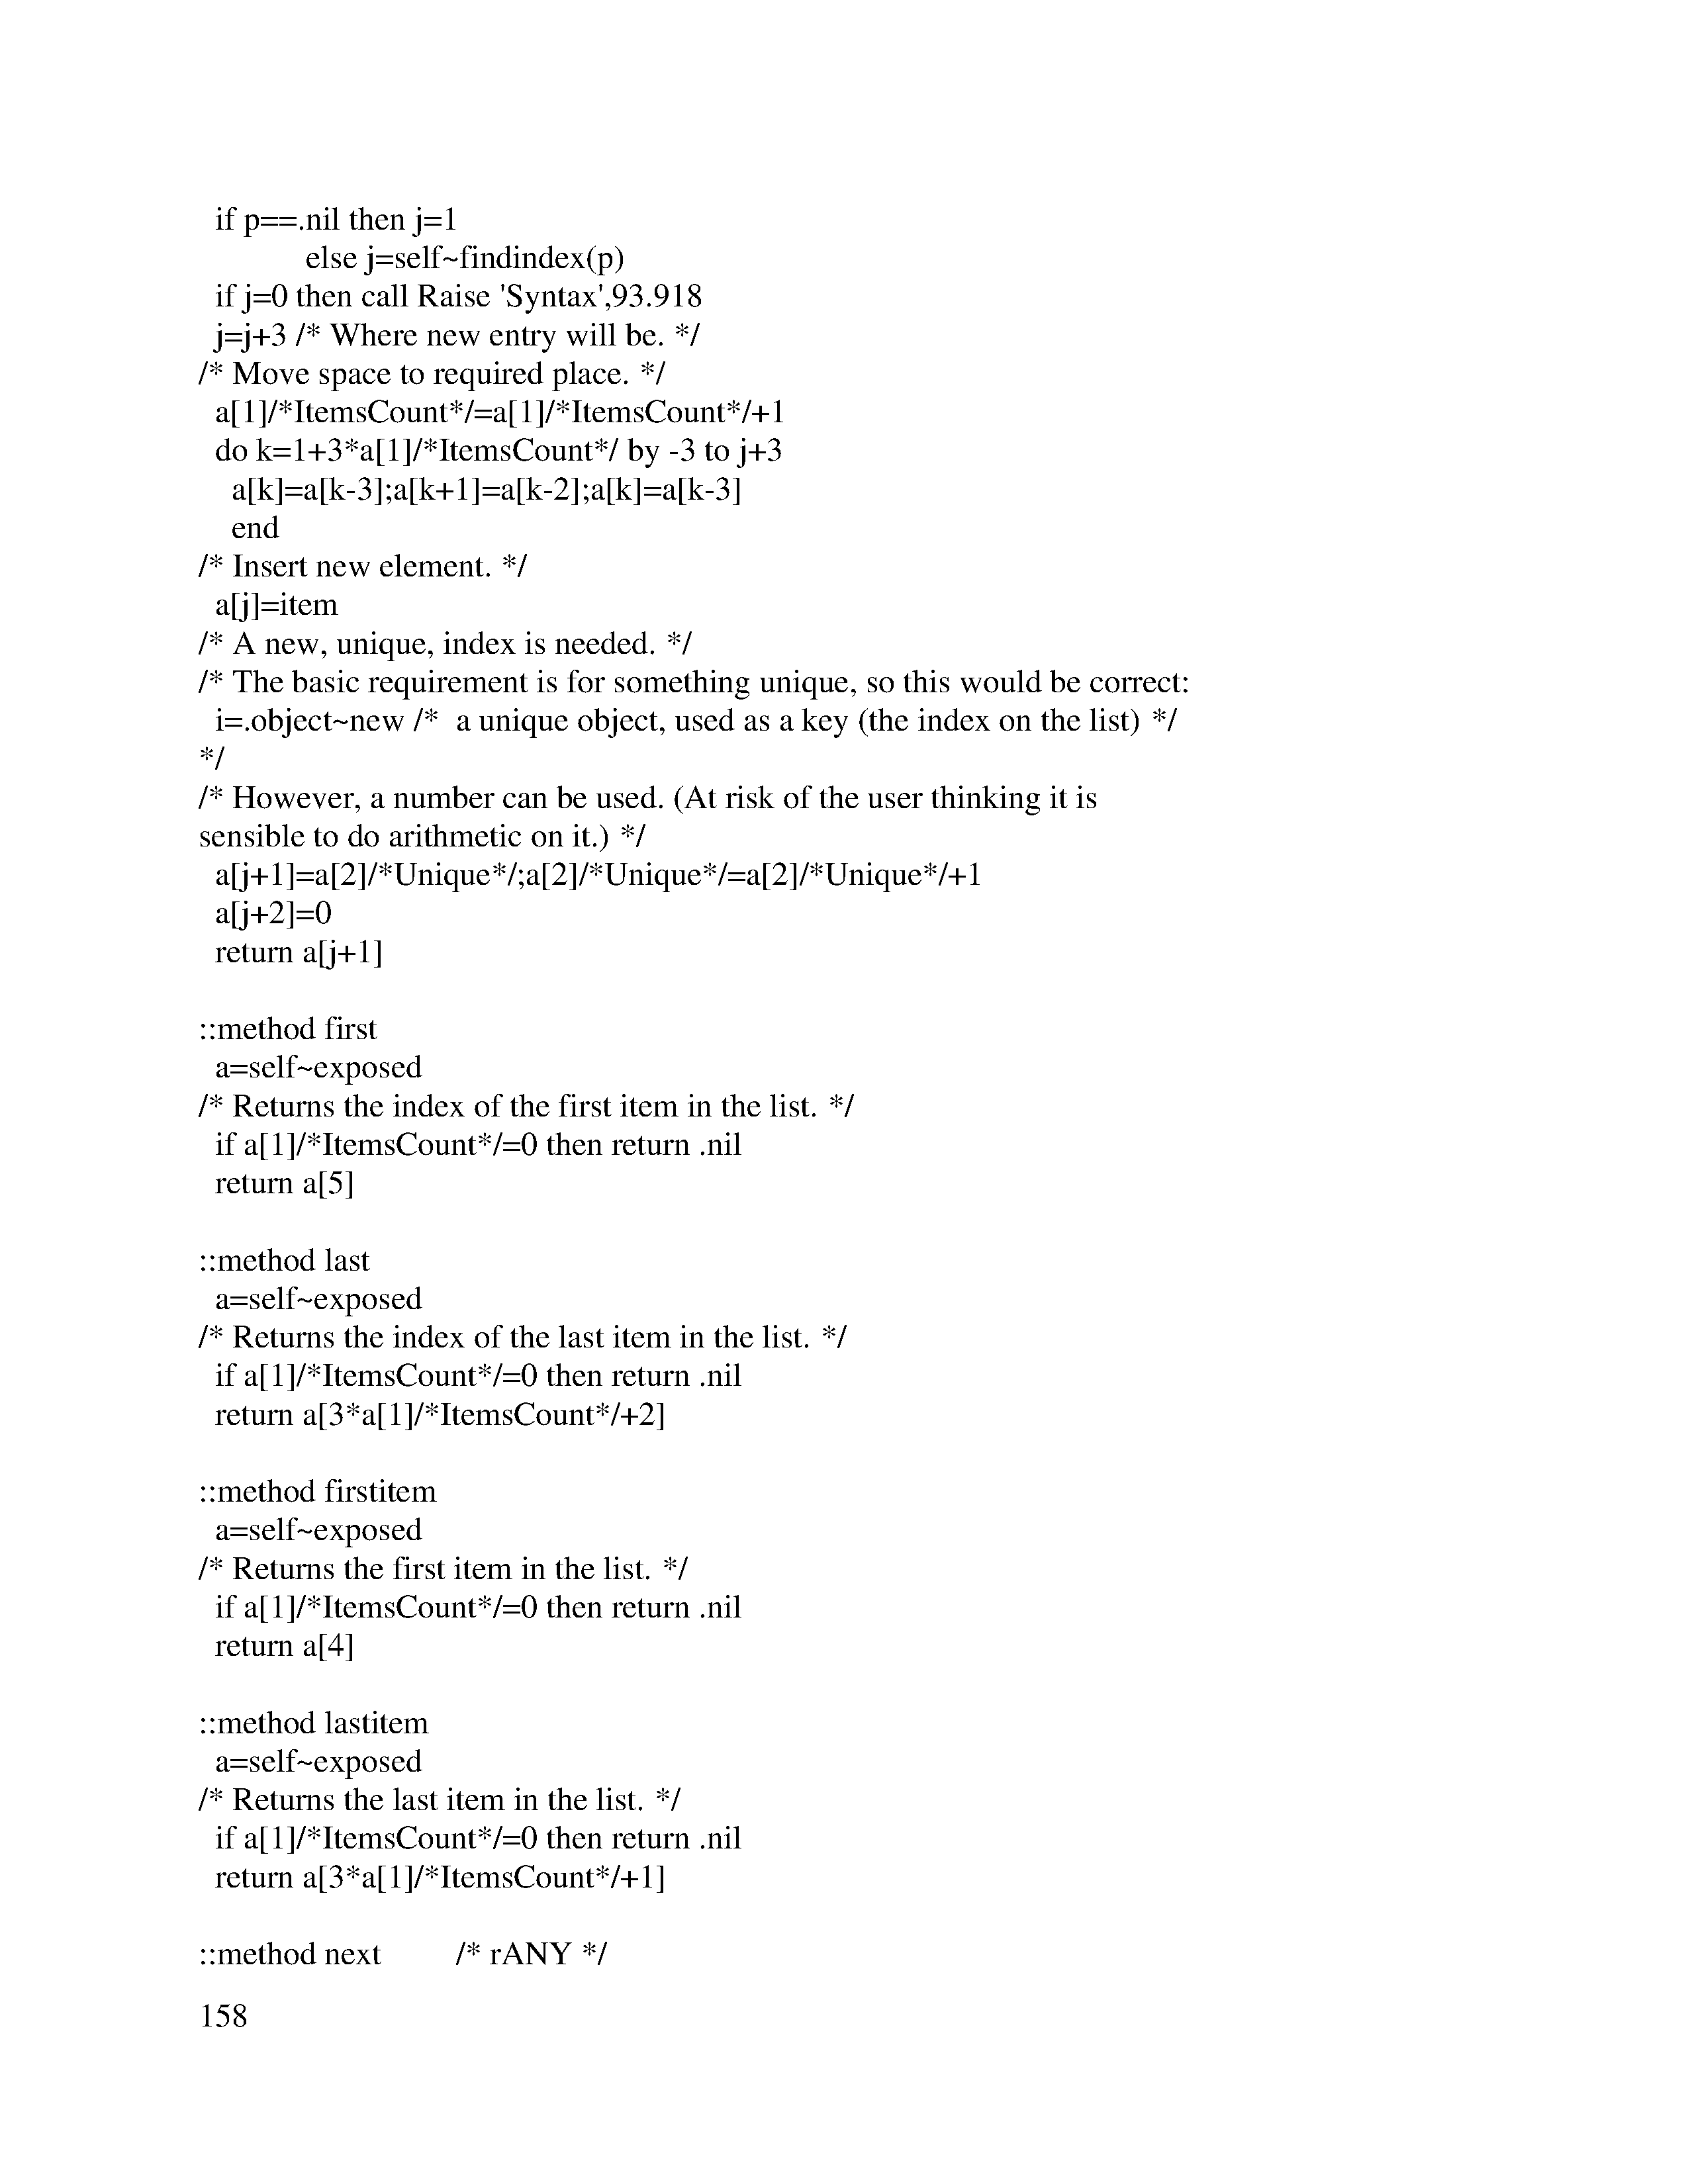 if p==.nil then j=1
else j=self~findindex(p)
if j=0 then call Raise 'Syntax',93.918
j=j+3 /* Where new entry will be. */
/* Move space to required place. */
a[1]/*ItemsCount*/=a[1]/*ItemsCount*/+1
do k=1+3*a[1]/*ItemsCount*/ by -3 to j+3
a[k]=a[k-3];a[k+1]=a[k-2];a[k]=a[k-3]
end
/* Insert new element. */
a[j]=item
/* A new, unique, index is needed. */
/* The basic requirement is for something unique, so this would be correct:
i=.object~new /*  a unique object, used as a key (the index on the list) */
*/
/* However, a number can be used. (At risk of the user thinking it is
sensible to do arithmetic on it.) */
a[j+1]=a[2]/*Unique*/;a[2]/*Unique*/=a[2]/*Unique*/+1
a[j+2]=0
return a[j+1]

::method first
a=self~exposed
/* Returns the index of the first item in the list. */
if a[1]/*ItemsCount*/=0 then return .nil
return a[5]

::method last
a=self~exposed
/* Returns the index of the last item in the list. */
if a[1]/*ItemsCount*/=0 then return .nil
return a[3*a[1]/*ItemsCount*/+2]

::method firstitem
a=self~exposed
/* Returns the first item in the list. */
if a[1]/*ItemsCount*/=0 then return .nil
return a[4]

::method lastitem
a=self~exposed
/* Returns the last item in the list. */
if a[1]/*ItemsCount*/=0 then return .nil
return a[3*a[1]/*ItemsCount*/+1]

::method next /* rANY */
158